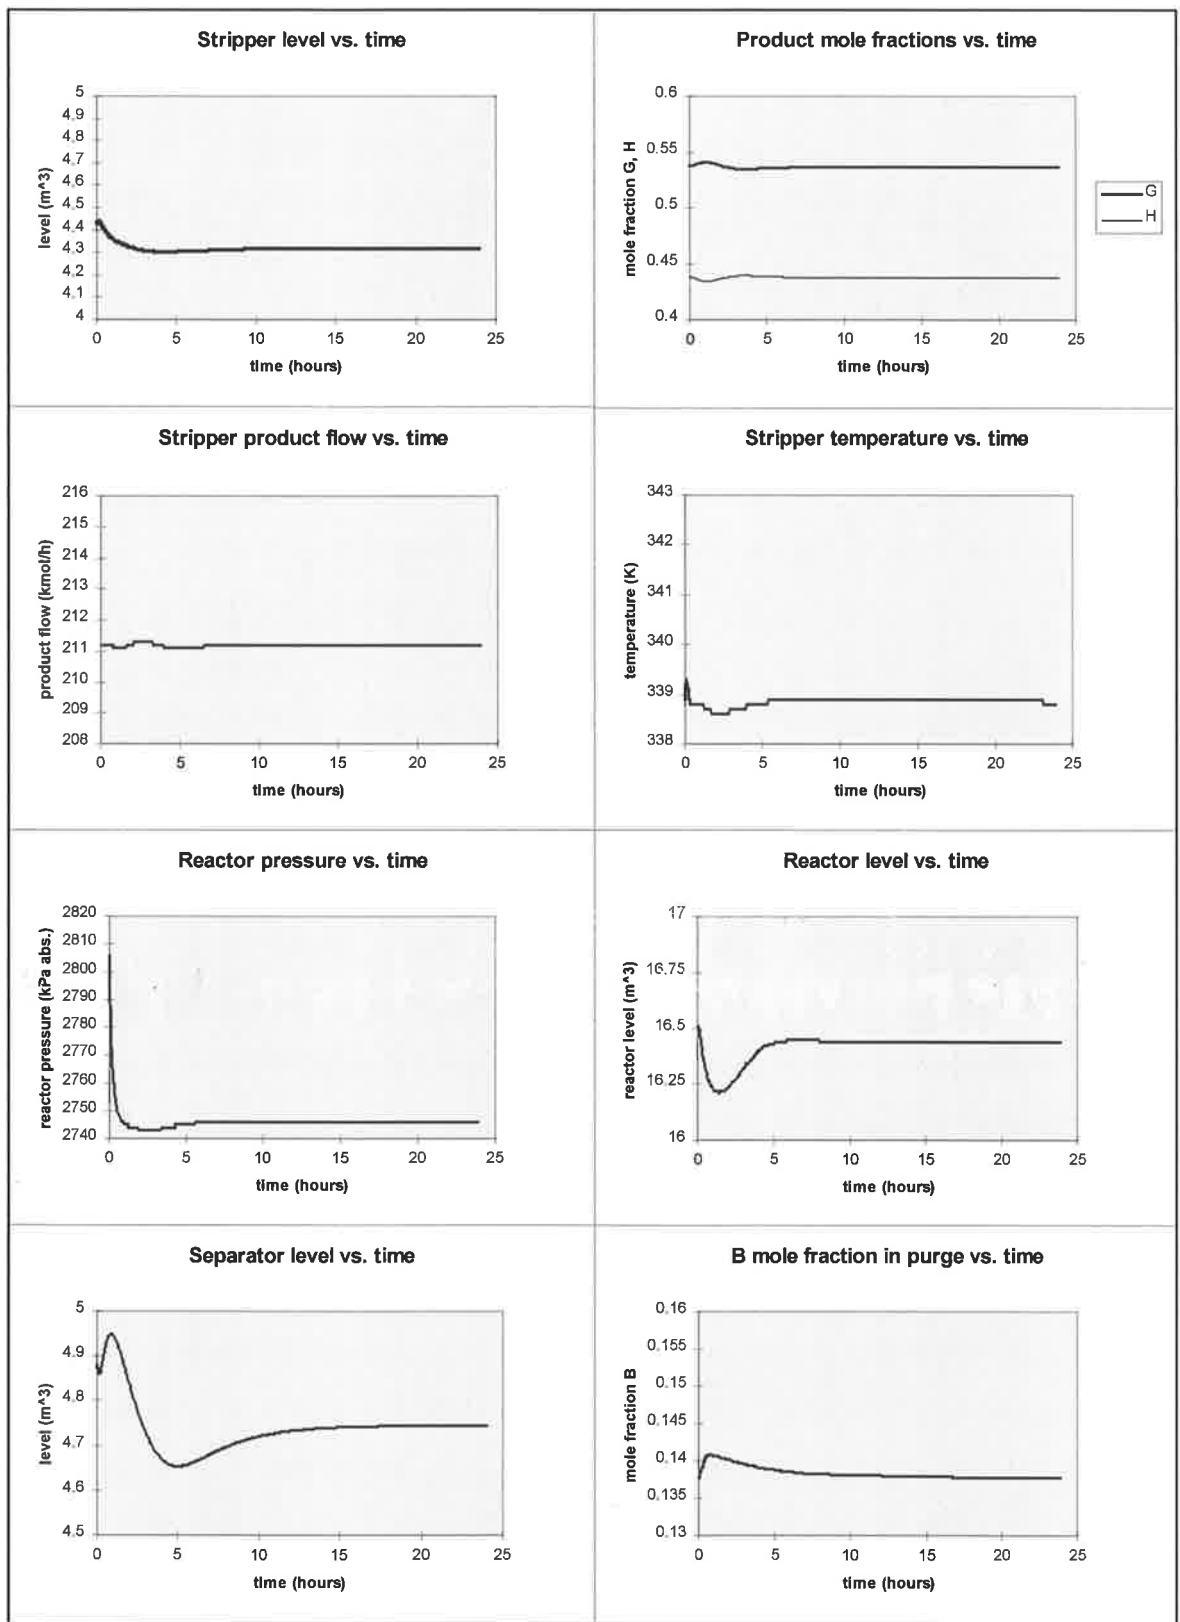 Stripper level vs. time
level (m^3)
5
4.9
4.8
4.7
4.6
4.5
4.4
4.3
4.2
4.1
4
0 5 10 15 20 25
time (hours)
Product mole fractions vs. time
mole fraction G, H
0.6
0.55
0.5
0.45
0.4
0 5 10 15 20 25
time (hours)
G
H
Stripper product flow vs. time
product flow (kmol/h)
216
215
214
213
212
211
210
209
208
0 5 10 15 20 25
time (hours)
Stripper temperature vs. time
temperature (K)
343
342
341
340
339
338
0 5 10 15 20 25
time (hours)
Reactor pressure vs. time
reactor pressure (kPa abs.)
2820
2810
2800
2790
2780
2770
2760
2750
2740
0 5 10 15 20 25
time (hours)
Reactor level vs. time
reactor level (m^3)
17
16.75
16.5
16.25
16
0 5 10 15 20 25
time (hours)
Separator level vs. time
level (m^3)
5
4.9
4.8
4.7
4.6
4.5
0 5 10 15 20 25
time (hours)
B mole fraction in purge vs. time
mole fraction B
0.16
0.155
0.15
0.145
0.14
0.135
0.13
0 5 10 15 20 25
time (hours)